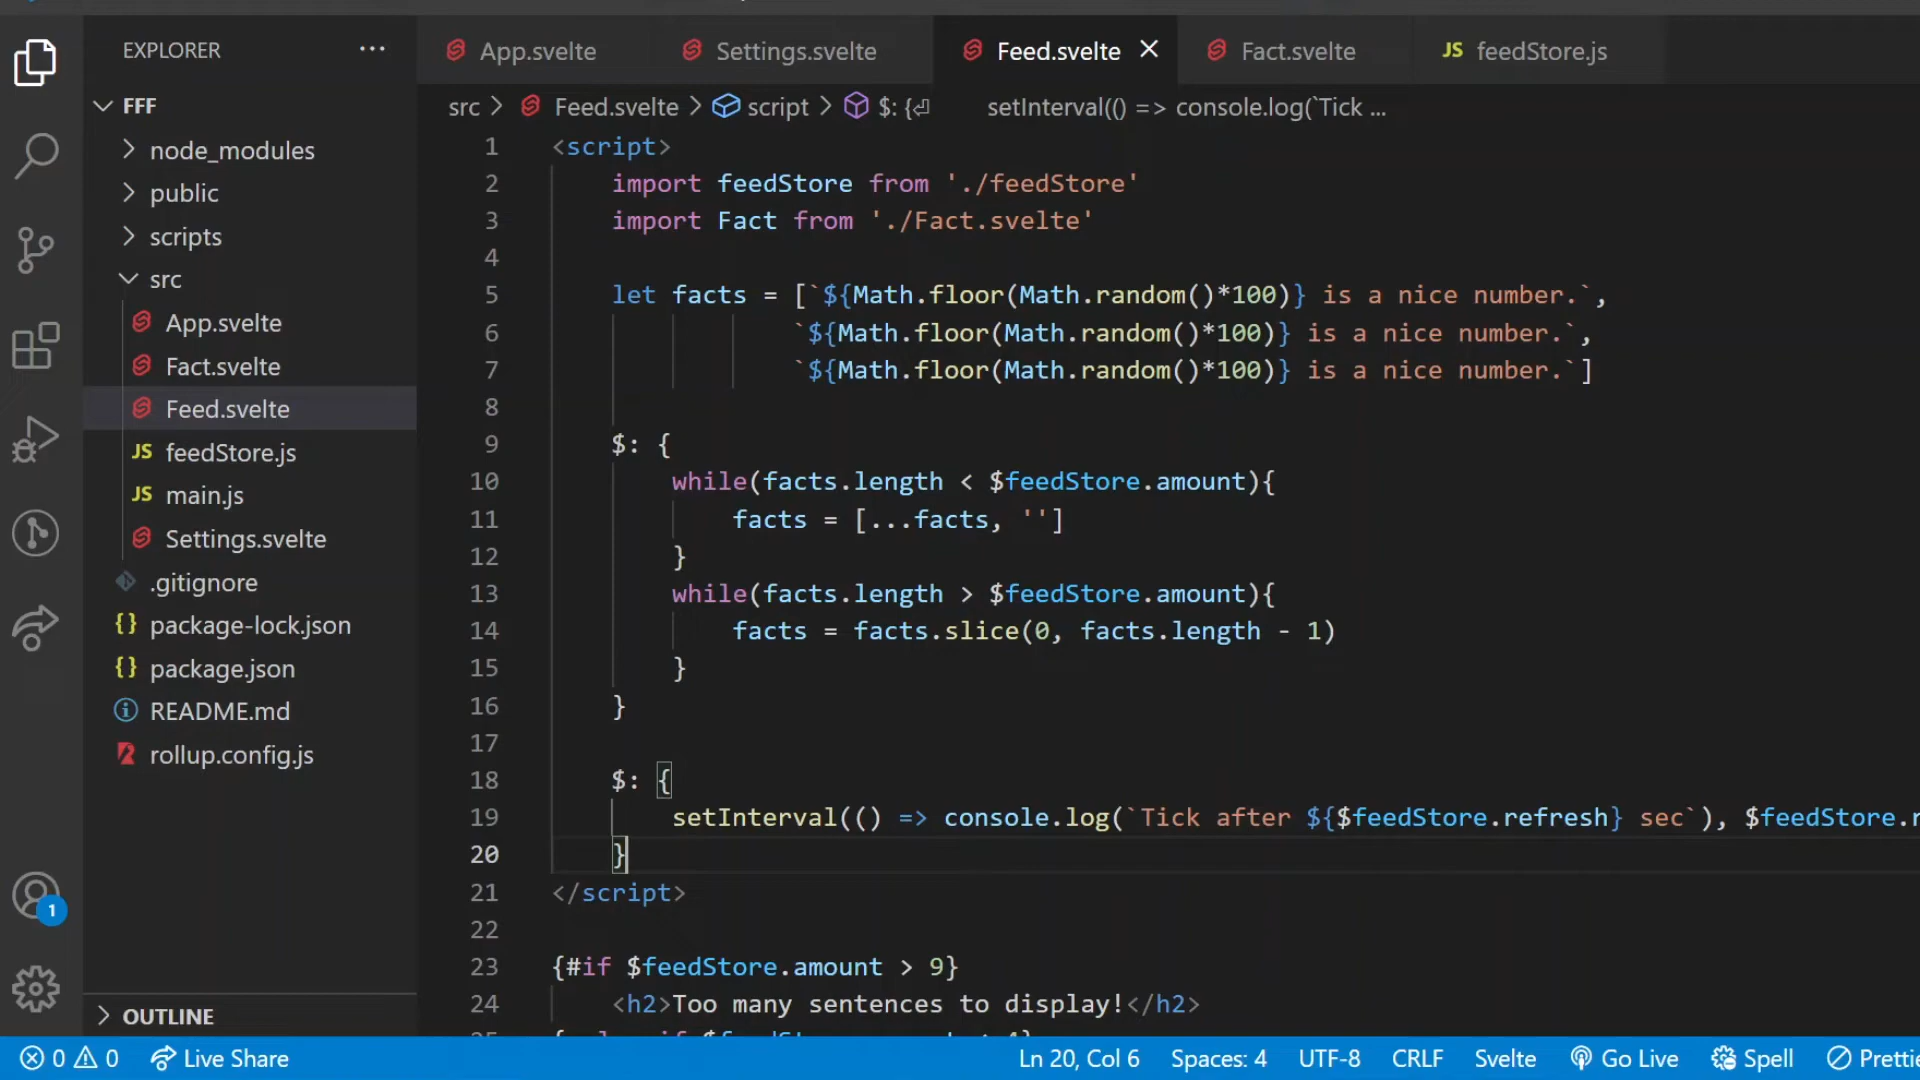 EXPLORER
FFF
node_modules
public
scripts
src
App.svelte
Fact.svelte
Feed.svelte
JS feedStore.js
JS main.js
Settings.svelte
.gitignore
{} package-lock.json
{} package.json
README.md
rollup.config.js
OUTLINE
1
App.svelte
Settings.svelte
Feed.svelte
Fact.svelte
JS feedStore.js
src > Feed.svelte > script > $: {⏎ setInterval(() => console.log(`Tick ...
1 <script>
2 import feedStore from './feedStore'
3 import Fact from './Fact.svelte'
4
5 let facts = [`${Math.floor(Math.random()*100)} is a nice number.`,
6 `${Math.floor(Math.random()*100)} is a nice number.`,
7 `${Math.floor(Math.random()*100)} is a nice number.`]
8
9 $: {
10 while(facts.length < $feedStore.amount){
11 facts = [...facts, '']
12 }
13 while(facts.length > $feedStore.amount){
14 facts = facts.slice(0, facts.length - 1)
15 }
16 }
17
18 $: {
19 setInterval(() => console.log(`Tick after ${$feedStore.refresh} sec`), $feedStore.r
20 }
21 </script>
22
23 {#if $feedStore.amount > 9}
24 <h2>Too many sentences to display!</h2>
0 0 Live Share Ln 20, Col 6 Spaces: 4 UTF-8 CRLF Svelte Go Live Spell Prettie